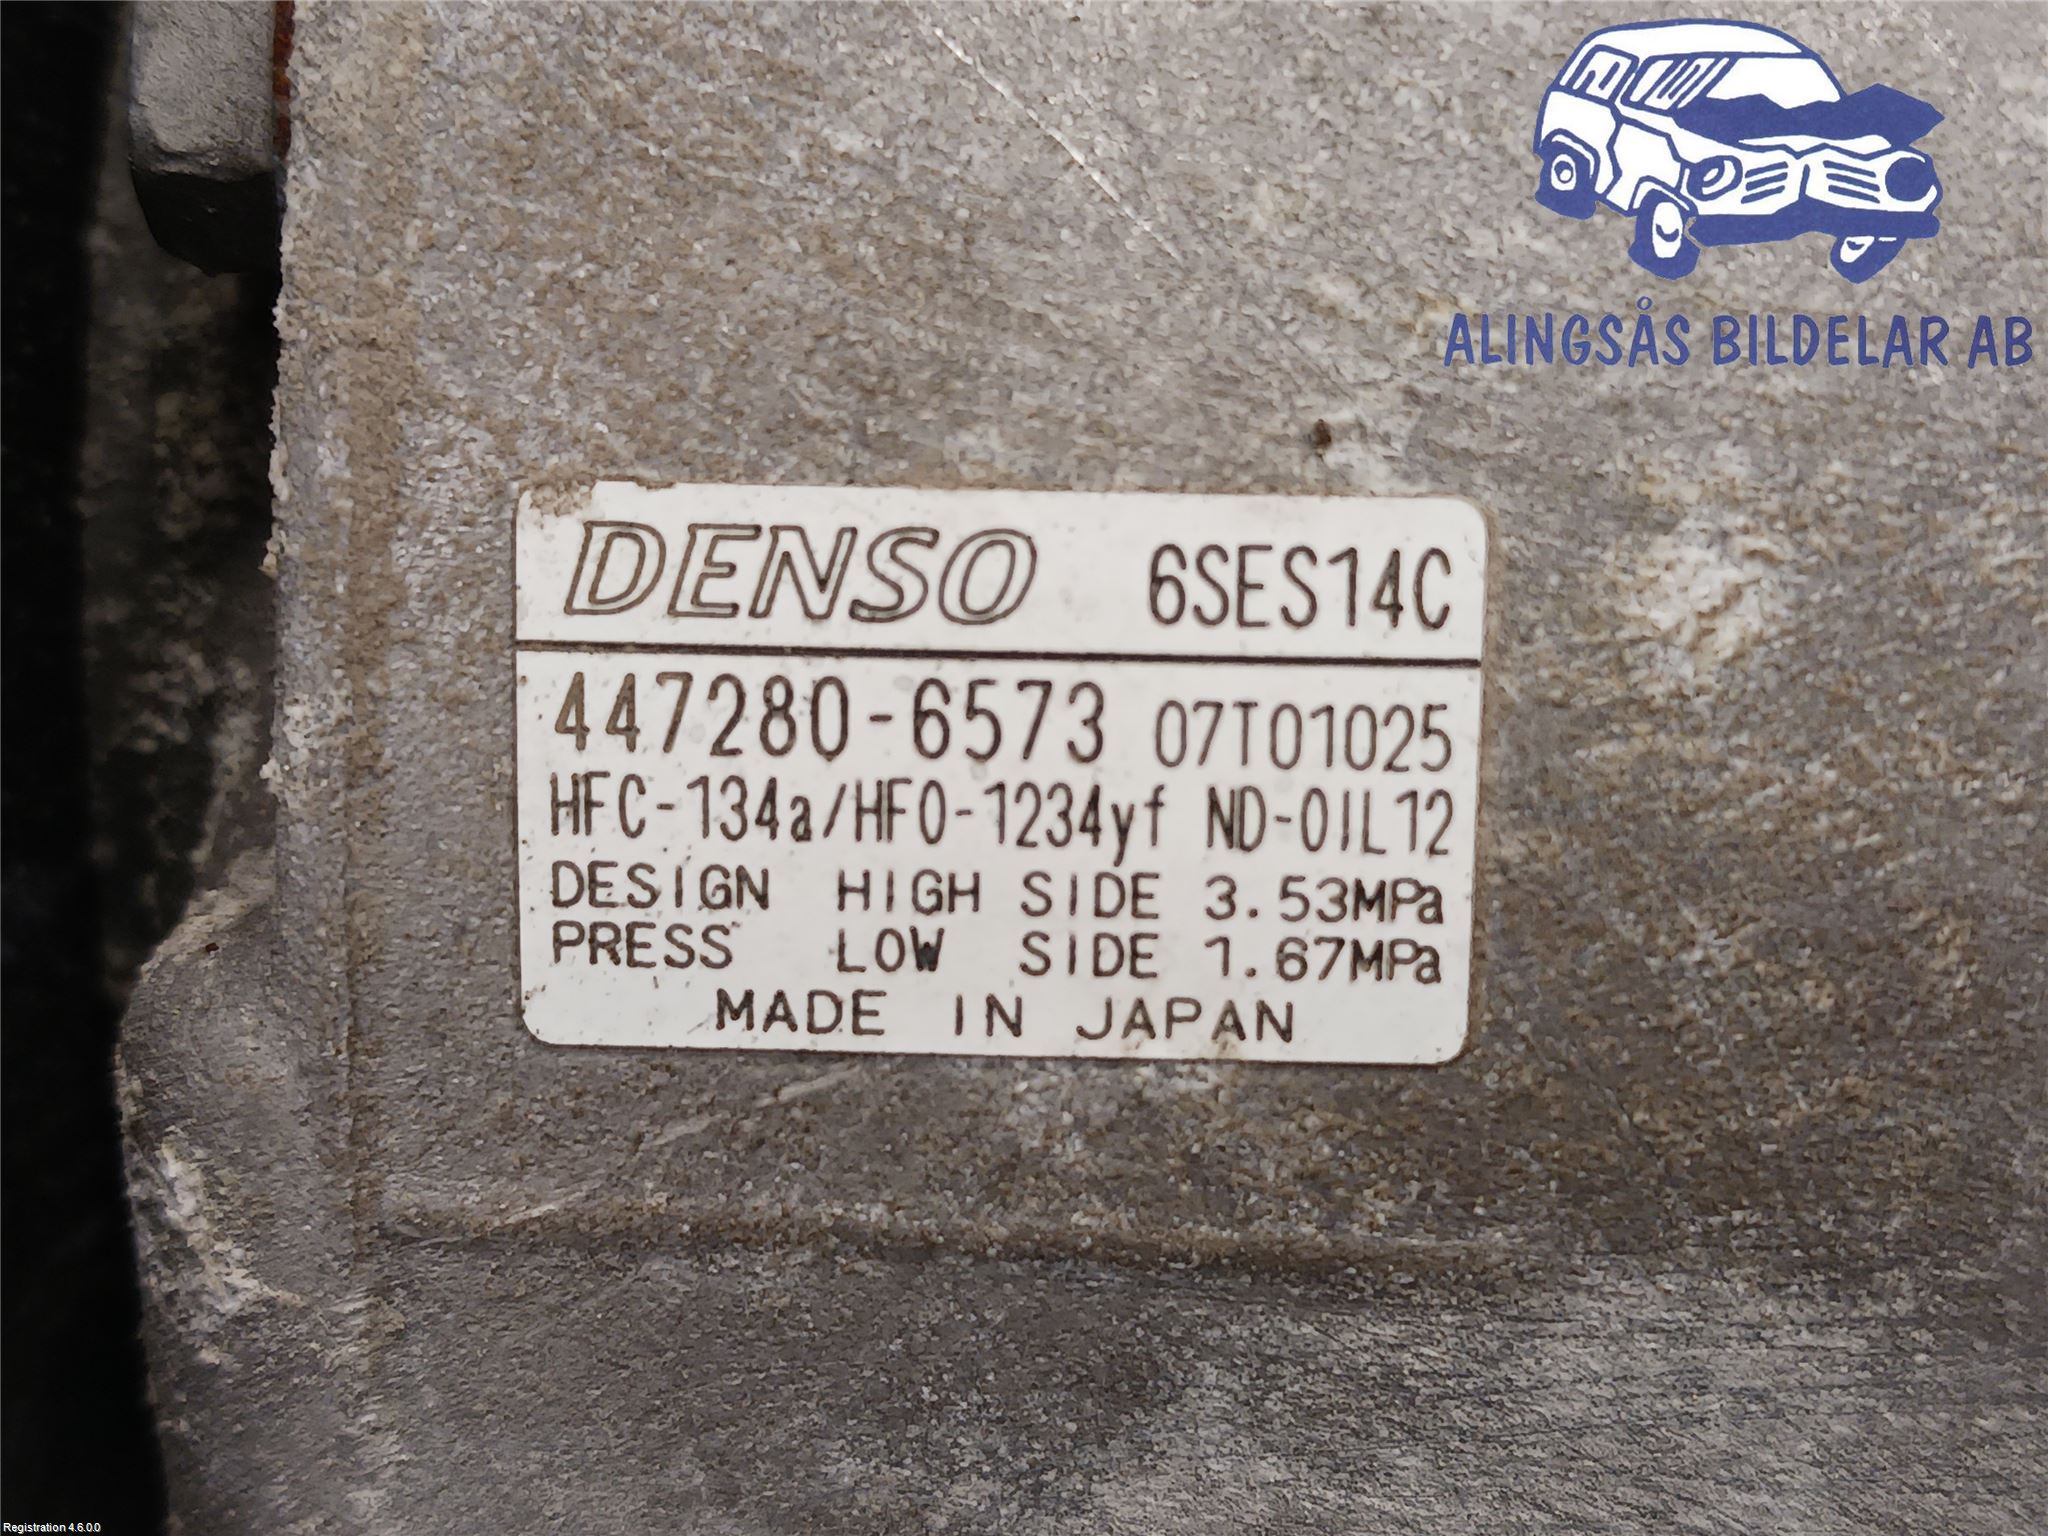 ALINGSÅS BILDELAR AB
DENSO 6SES14C
447280-6573 07T01025
HFC-134a/HFO-1234yf ND-OIL12
DESIGN HIGH SIDE 3.53MPa
PRESS LOW SIDE 1.67MPa
MADE IN JAPAN
Registration 4.6.0.0